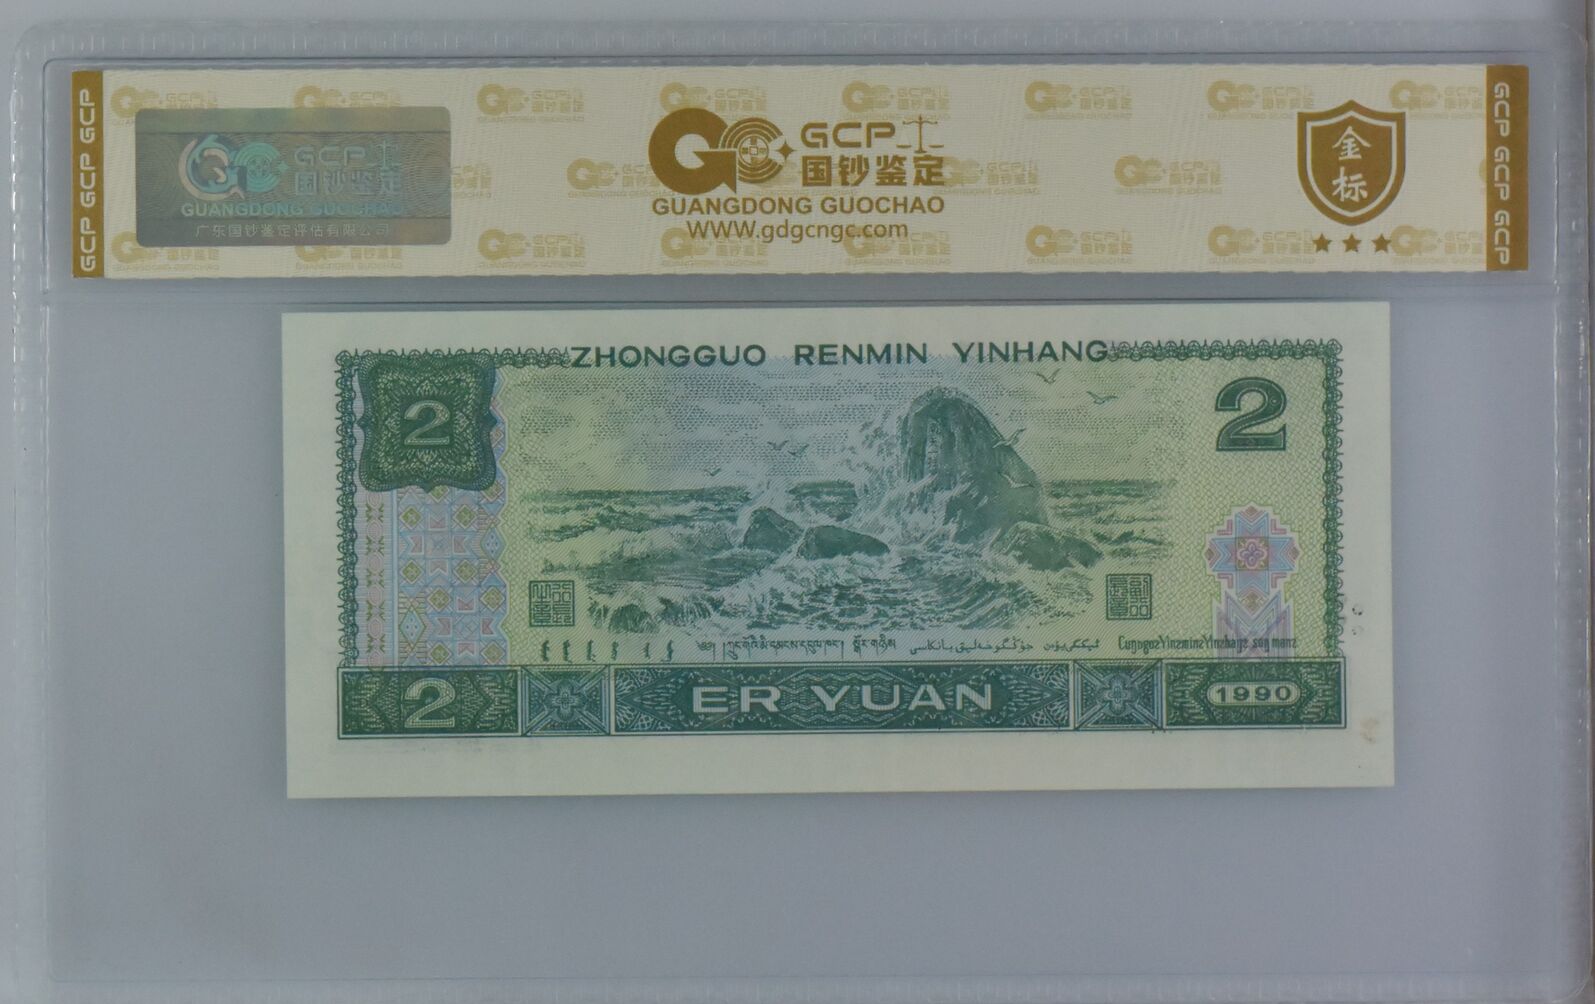 GCP GCP GCP
GCP
国钞鉴定
GUANGDONG GUOCHAO
广东国钞鉴定评估有限公司
GCP
国钞鉴定
GUANGDONG GUOCHAO
WWW.gdgcngc.com
金
标
GCP GCP GCP
ZHONGGUO RENMIN YINHANG
2
2
2
ER YUAN
1990